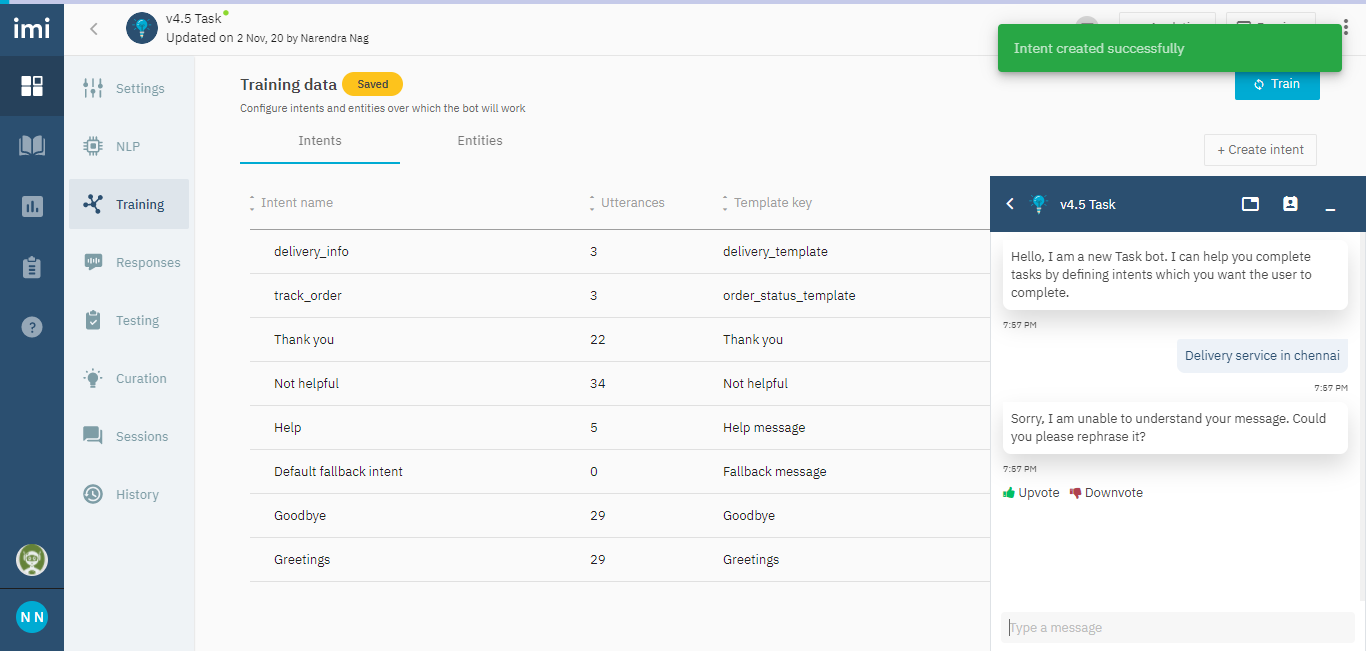 imi
v4.5 Task
Updated on 2 Nov, 20 by Narendra Nag
Intent created successfully
Settings
NLP
Training
Responses
Testing
Curation
Sessions
History
N N
Training data
Saved
Train
Configure intents and entities over which the bot will work
Intents
Entities
+ Create intent
Intent name
Utterances
Template key
delivery_info 3 delivery_template
track_order 3 order_status_template
Thank you 22 Thank you
Not helpful 34 Not helpful
Help 5 Help message
Default fallback intent 0 Fallback message
Goodbye 29 Goodbye
Greetings 29 Greetings
v4.5 Task
Hello, I am a new Task bot. I can help you complete
tasks by defining intents which you want the user to
complete.
7:57 PM
Delivery service in chennai
7:57 PM
Sorry, I am unable to understand your message. Could
you please rephrase it?
7:57 PM
Upvote
Downvote
Type a message